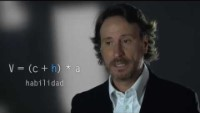 V = (c + h) * a
habilidad